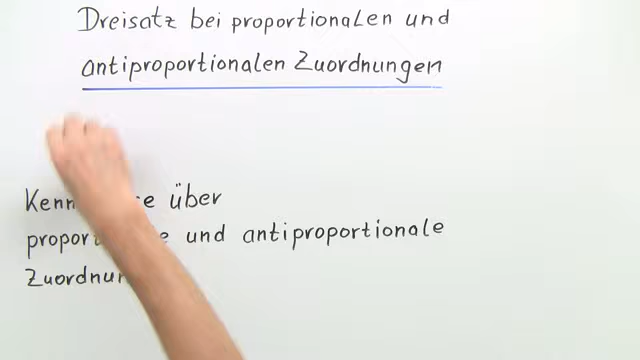 Dreisatz bei proportionalen und
antiproportionalen Zuordnungen
über
und antiproportionale